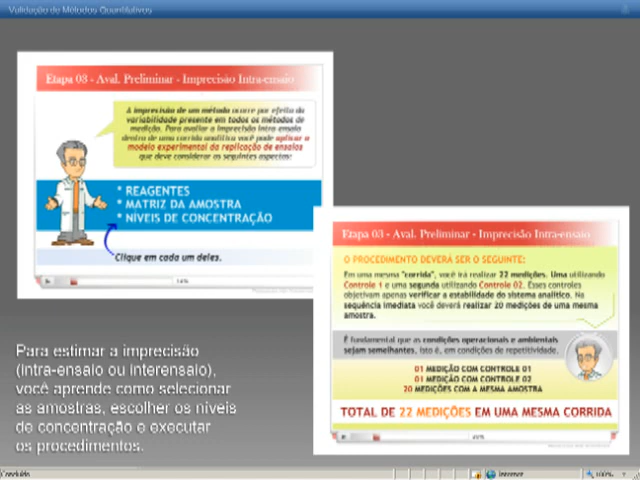 Validação de Métodos Quantitativos
Etapa 03 - Aval. Preliminar - Imprecisão Intra-ensaio
A imprecisão de um método ocorre por efeito da
variabilidade presente em todos os métodos de
medição. Para avaliar a imprecisão intra ensaio
dentro de uma corrida analítica você pode aplicar o
modelo experimental da replicação de ensaios
que deve considerar os seguintes aspectos:
* REAGENTES
* MATRIZ DA AMOSTRA
* NÍVEIS DE CONCENTRAÇÃO
Clique em cada um deles.
Etapa 03 - Aval. Preliminar - Imprecisão Intra-ensaio
O PROCEDIMENTO DEVERÁ SER O SEGUINTE:
Em uma mesma "corrida", você irá realizar 22 medições. Uma utilizando
Controle 1 e uma segunda utilizando Controle 02. Esses controles
objetivam apenas verificar a estabilidade do sistema analítico. Na
sequência imediata você deverá realizar 20 medições de uma mesma
amostra.
É fundamental que as condições operacionais e ambientais
sejam semelhantes, isto é, em condições de repetitividade.
01 MEDIÇÃO COM CONTROLE 01
01 MEDIÇÃO COM CONTROLE 02
20 MEDIÇÕES COM A MESMA AMOSTRA
TOTAL DE 22 MEDIÇÕES EM UMA MESMA CORRIDA
Para estimar a imprecisão
(intra-ensaio ou interensaio),
você aprende como selecionar
as amostras, escolher os níveis
de concentração e executar
os procedimentos.
Concluído
Internet
100%